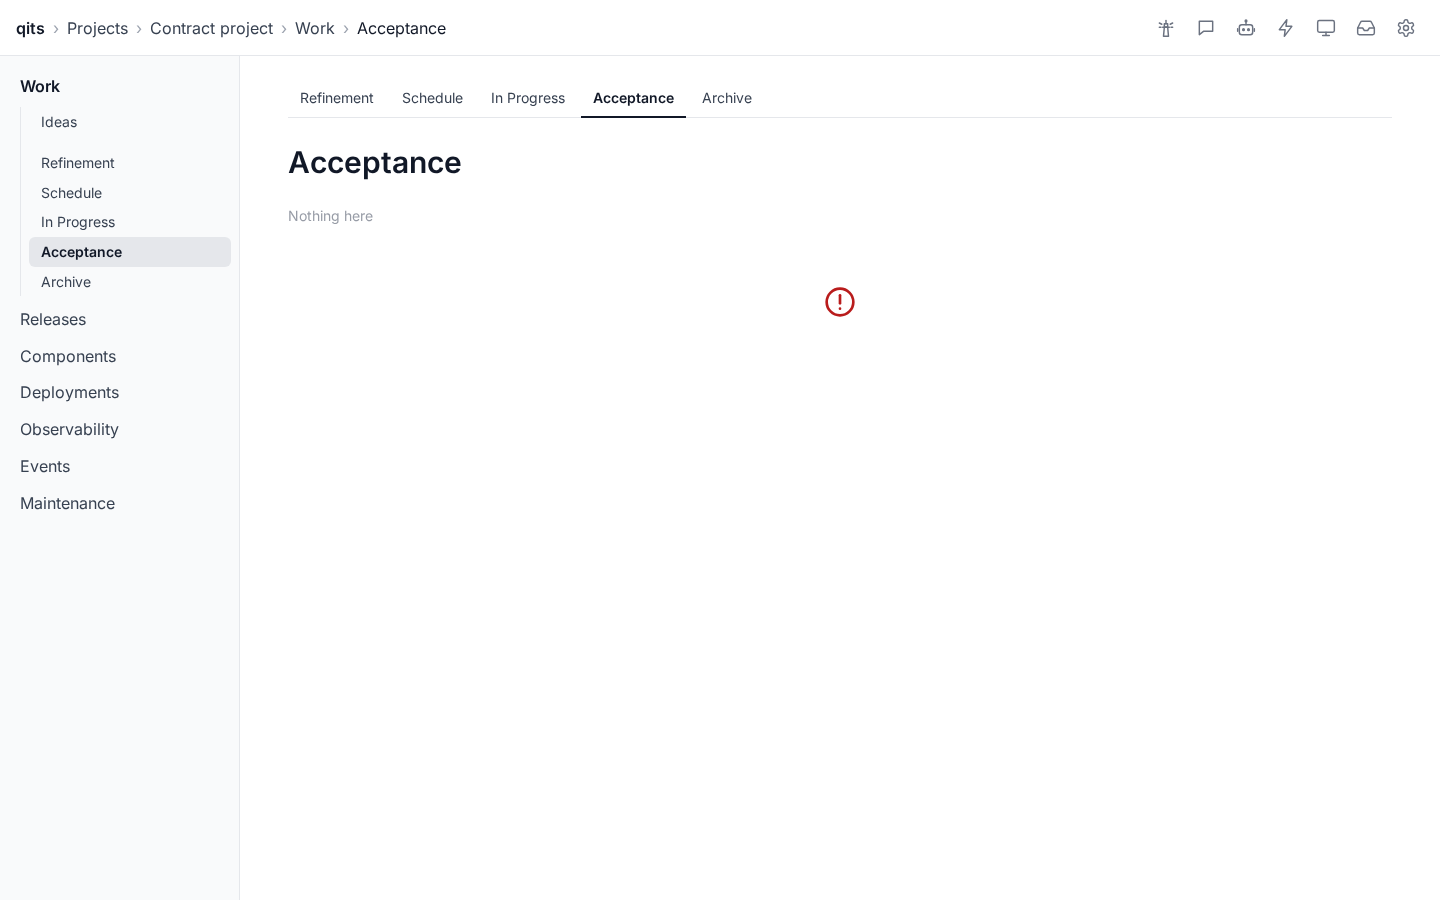 qits › Projects › Contract project › Work › Acceptance
Work
Ideas
Refinement
Schedule
In Progress
Acceptance
Archive
Releases
Components
Deployments
Observability
Events
Maintenance
Refinement Schedule In Progress Acceptance Archive
Acceptance
Nothing here